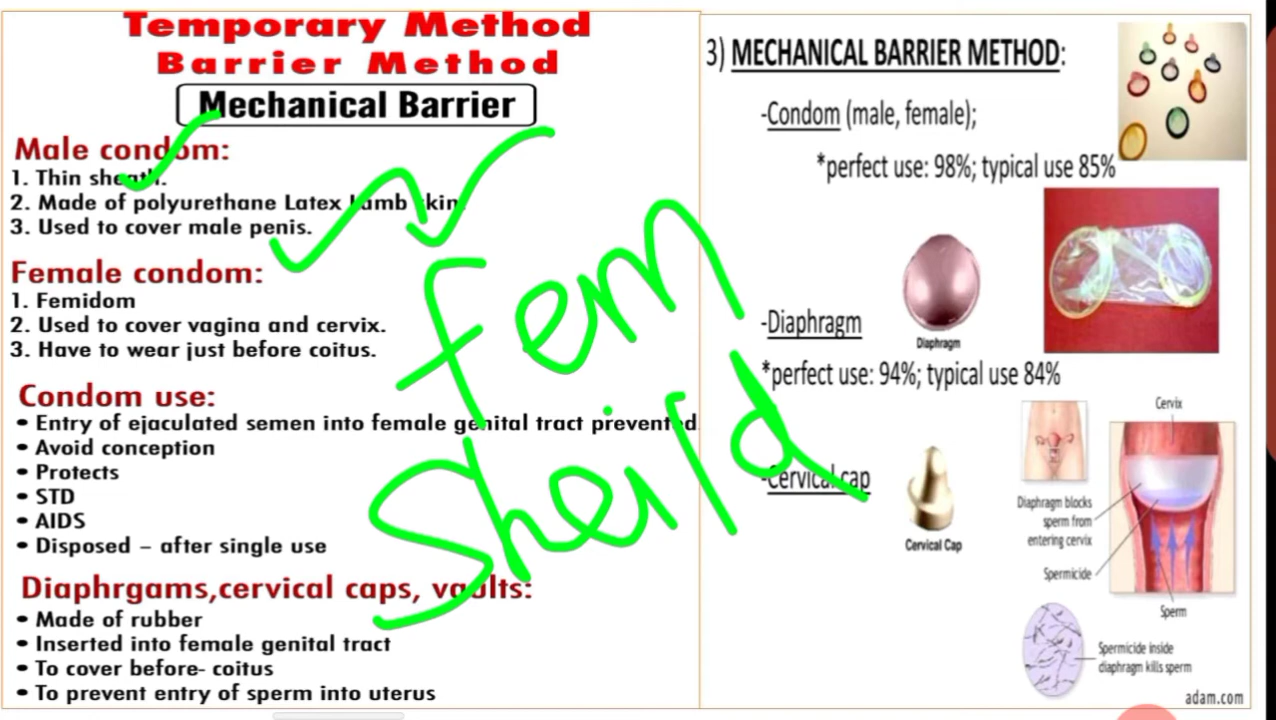 Temporary Method
Barrier Method
Mechanical Barrier
Male condom:
1. Thin sheath.
2. Made of polyurethane Latex Lamb skin
3. Used to cover male penis.
Female condom:
1. Femidom
2. Used to cover vagina and cervix.
3. Have to wear just before coitus.
Condom use:
• Entry of ejaculated semen into female genital tract prevented.
• Avoid conception
• Protects
• STD
• AIDS
• Disposed – after single use
Diaphrgams,cervical caps, vaults:
• Made of rubber
• Inserted into female genital tract
• To cover before- coitus
• To prevent entry of sperm into uterus
Fem
Sheild
3) MECHANICAL BARRIER METHOD:
-Condom (male, female);
*perfect use: 98%; typical use 85%
-Diaphragm
Diaphragm
*perfect use: 94%; typical use 84%
-Cervical cap
Cervical Cap
Cervix
Diaphragm blocks
sperm from
entering cervix
Spermicide
Sperm
Spermicide inside
diaphragm kills sperm
adam.com